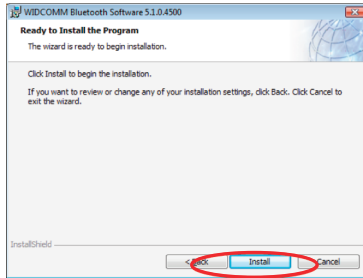 WIDCOMM Bluetooth Software 5.1.0.4500
Ready to Install the Program
The wizard is ready to begin installation.
Click Install to begin the installation.
If you want to review or change any of your installation settings, click Back. Click Cancel to
exit the wizard.
InstallShield
< Back Install Cancel